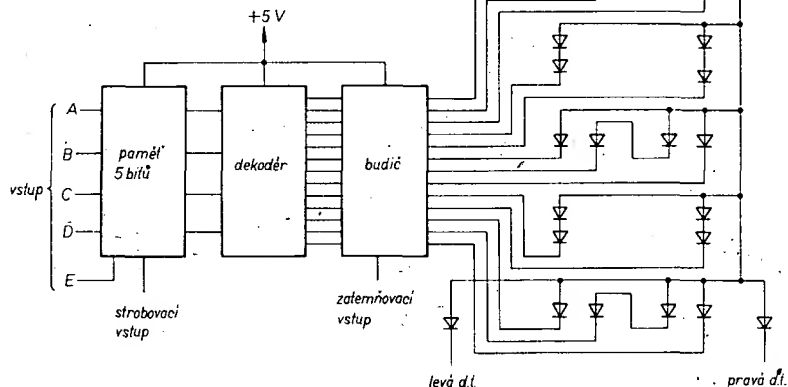 +5 V
A
B
C
D
E
vstup
paměť
5 bitů
dekodér
budič
strobovací
vstup
zatemňovací
vstup
levá d.t.
pravá d.t.